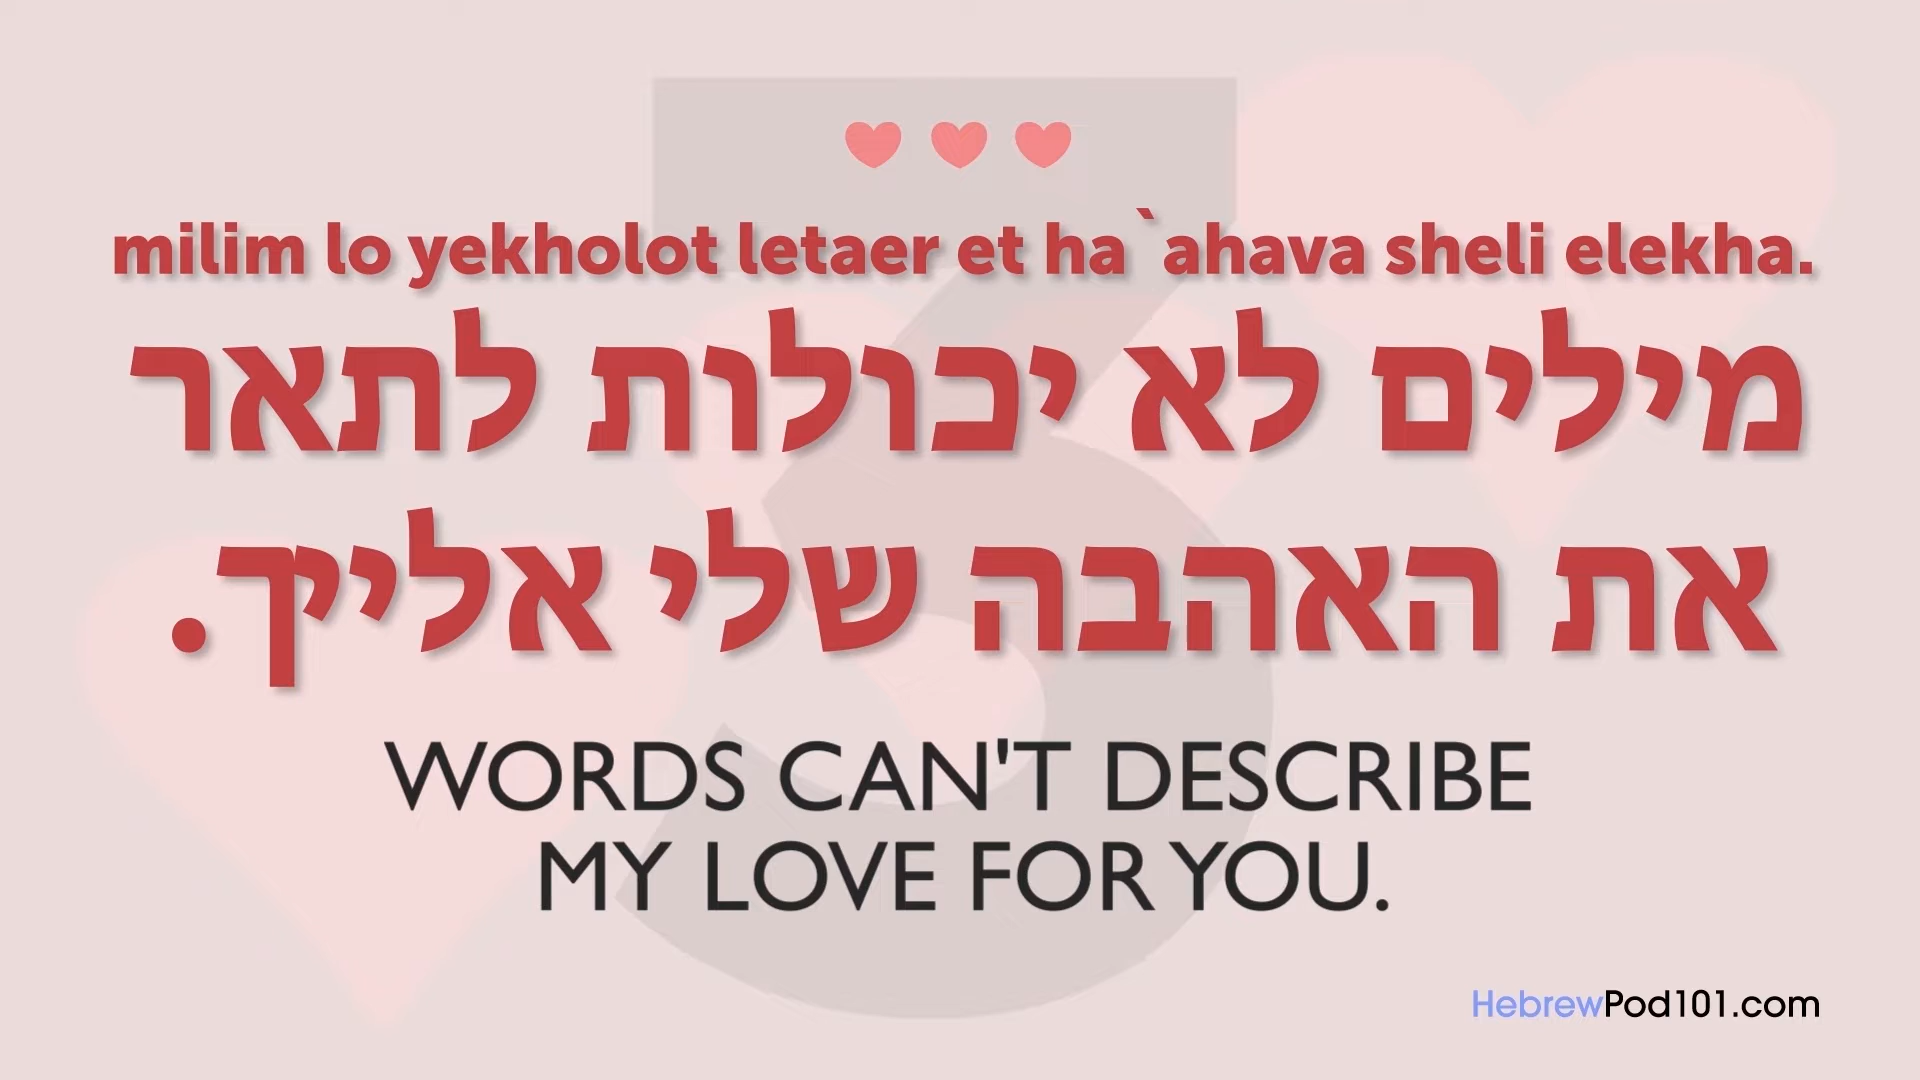 milim lo yekholot letaer et ha`ahava sheli elekha.
מילים לא יכולות לתאר
את האהבה שלי אליך.
WORDS CAN'T DESCRIBE
MY LOVE FOR YOU.
HebrewPod101.com